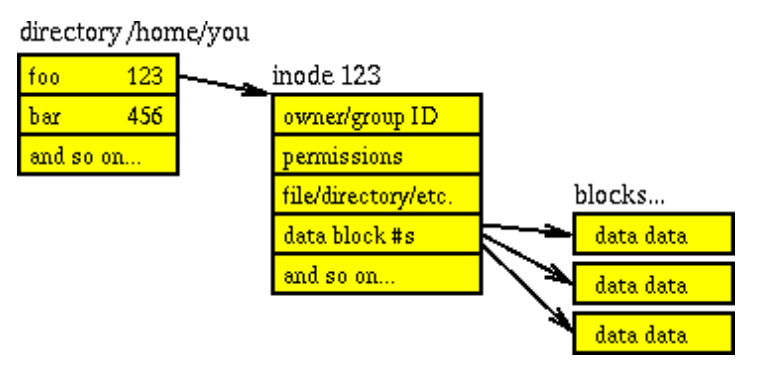 directory /home/you
foo 123
bar 456
and so on...
inode 123
owner/group ID
permissions
file/directory/etc.
data block #s
and so on...
blocks...
data data
data data
data data